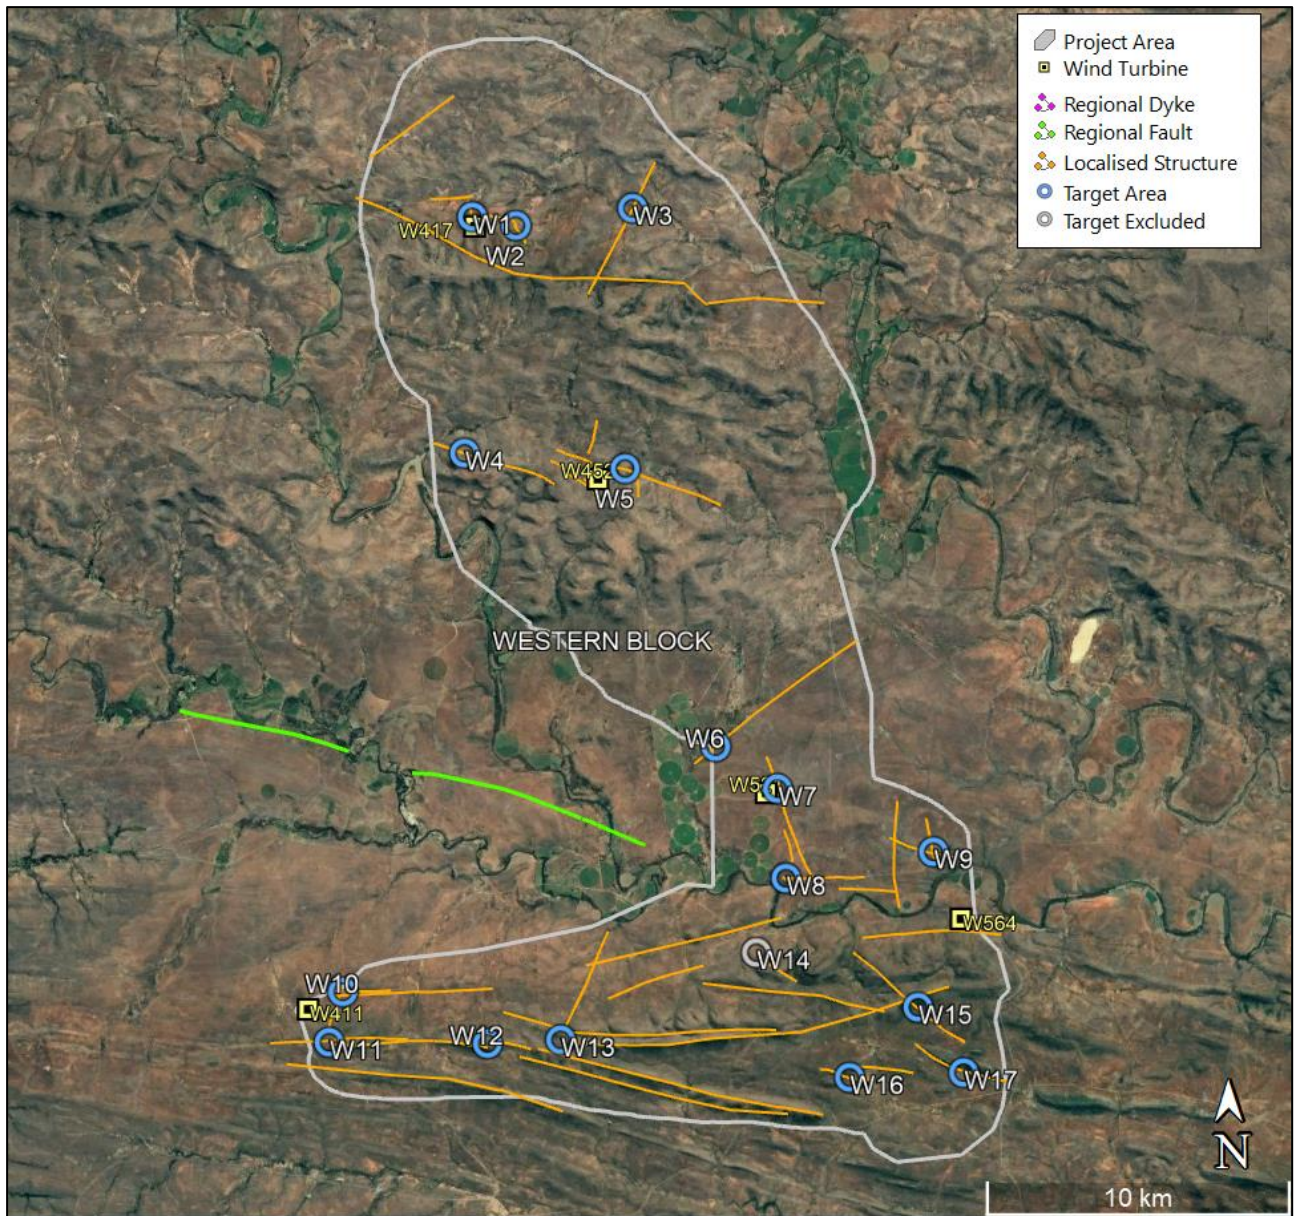 Project Area
Wind Turbine
Regional Dyke
Regional Fault
Localised Structure
Target Area
Target Excluded
W1
W417
W2
W3
W4
W452
W5
WESTERN BLOCK
W6
W7
W8
W9
W564
W14
W10
W411
W11
W12
W13
W15
W16
W17
N
10 km